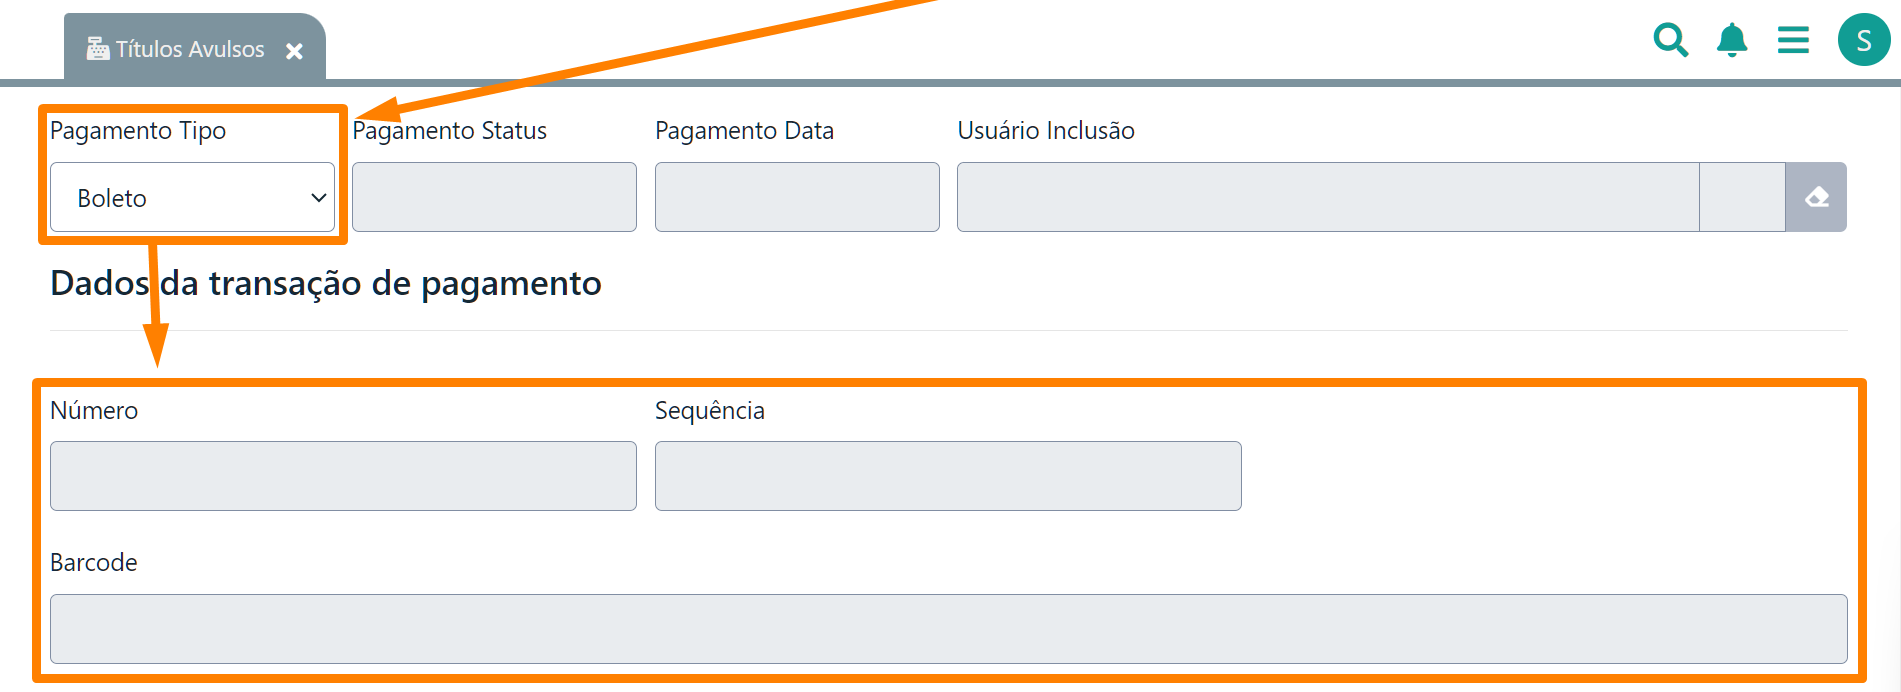 Títulos Avulsos
S
Pagamento Tipo
Pagamento Status
Pagamento Data
Usuário Inclusão
Boleto
Dados da transação de pagamento
Número
Sequência
Barcode